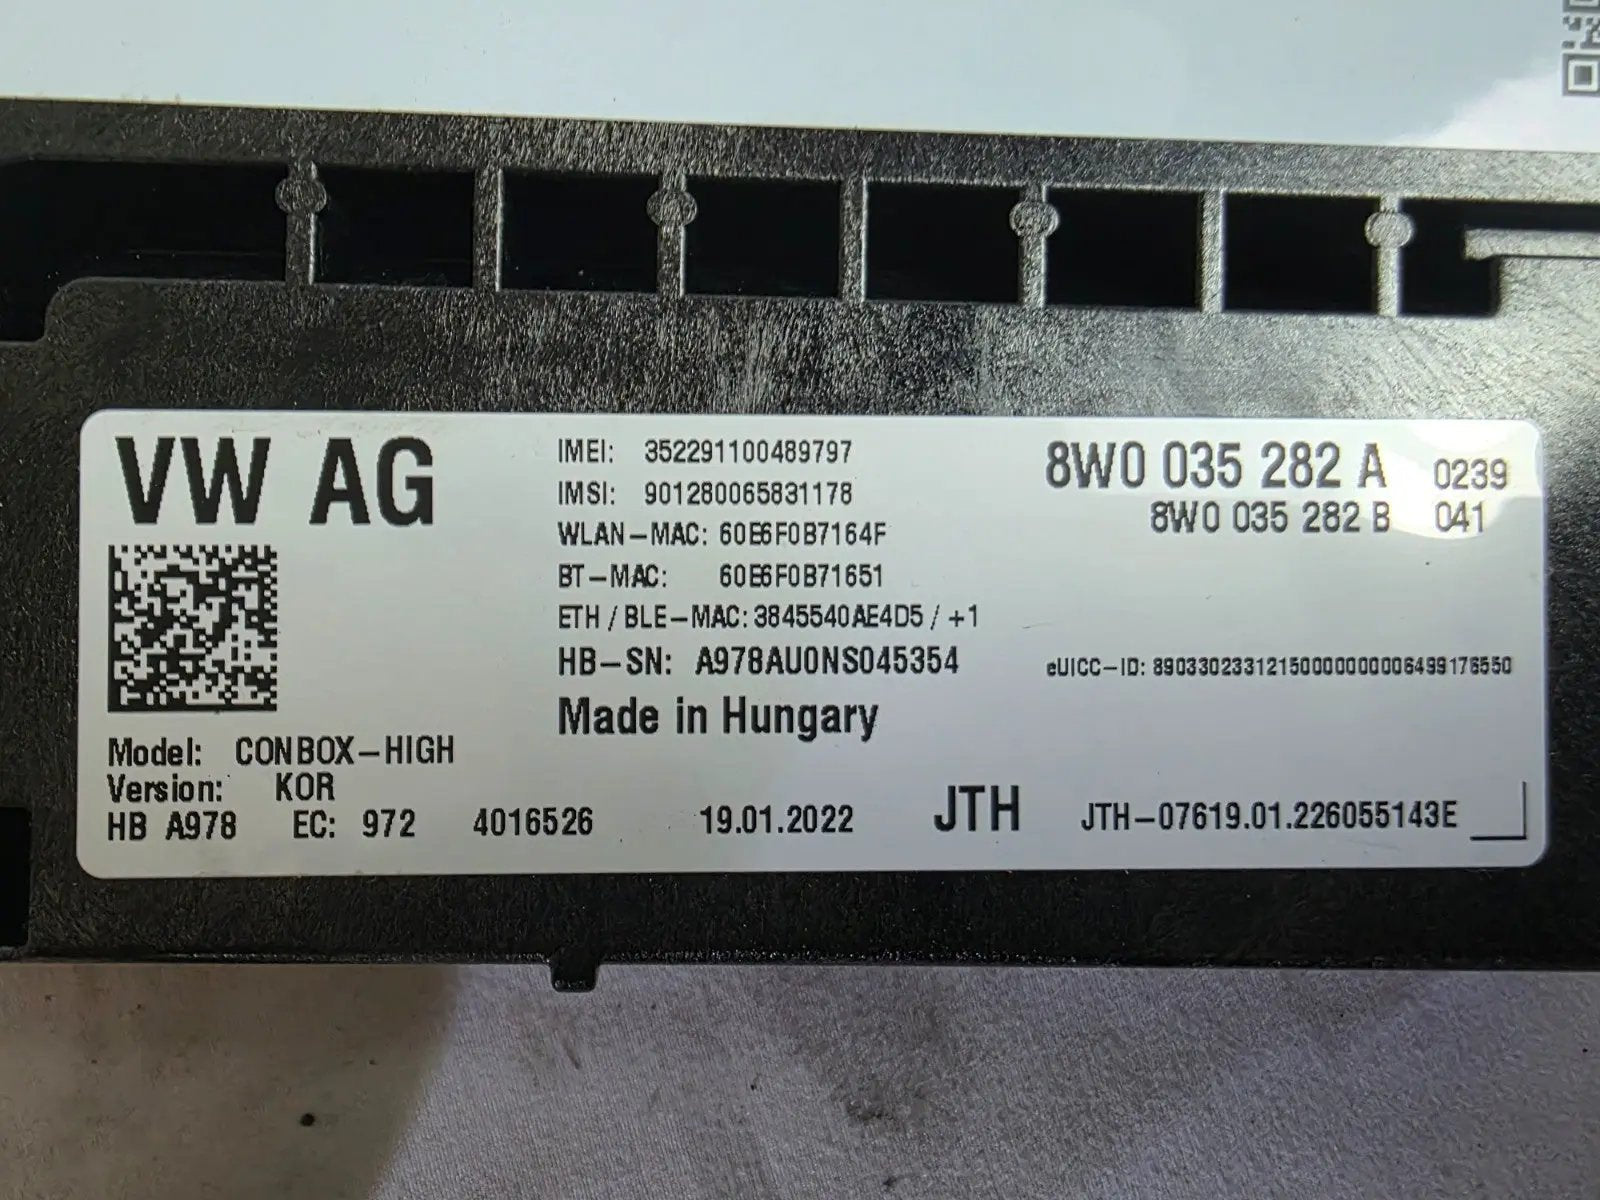 VW AG
IMEI: 352291100489797
IMSI: 901280065831178
WLAN-MAC: 60E6F0B7164F
BT-MAC: 60E6F0B71651
ETH / BLE-MAC: 3845540AE4D5 / +1
HB-SN: A978AU0NS045354
Made in Hungary
8W0 035 282 A 0239
8W0 035 282 B 041
eUICC-ID: 89033023312150000000006499176550
Model: CONBOX-HIGH
Version: KOR
HB A978 EC: 972 4016526 19.01.2022 JTH JTH-07619.01.226055143E